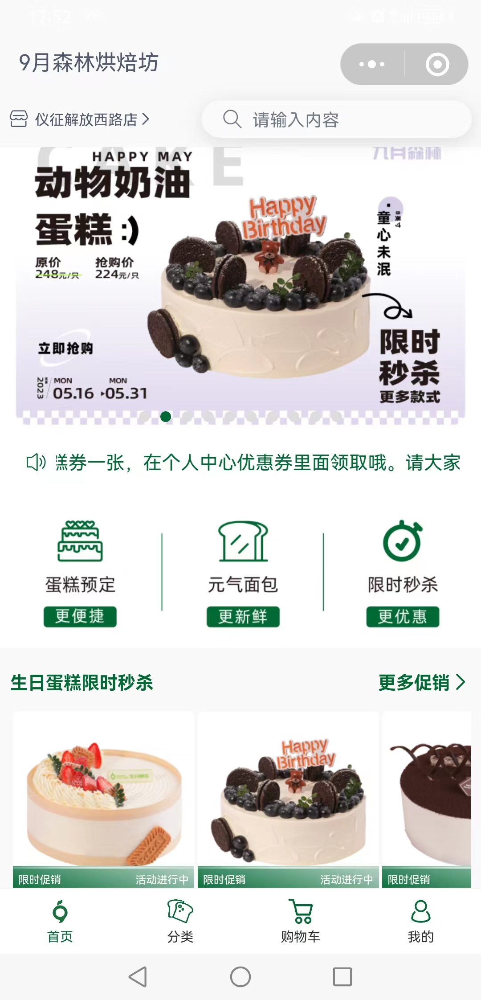 17:52
9月森林烘焙坊
仪征解放西路店
请输入内容
CAKE
九月森林
HAPPY MAY
动物奶油
蛋糕:)
原价
抢购价
248元/只
224元/只
Happy
Birthday
8英寸
·童心未泯
立即抢购
限时
秒杀
更多款式
2023
MON
MON
05.16
05.31
糕券一张，在个人中心优惠券里面领取哦。请大家
蛋糕预定
元气面包
限时秒杀
更便捷
更新鲜
更优惠
生日蛋糕限时秒杀
更多促销
Happy
Birthday
限时促销
活动进行中
限时促销
活动进行中
限时促销
首页
分类
购物车
我的